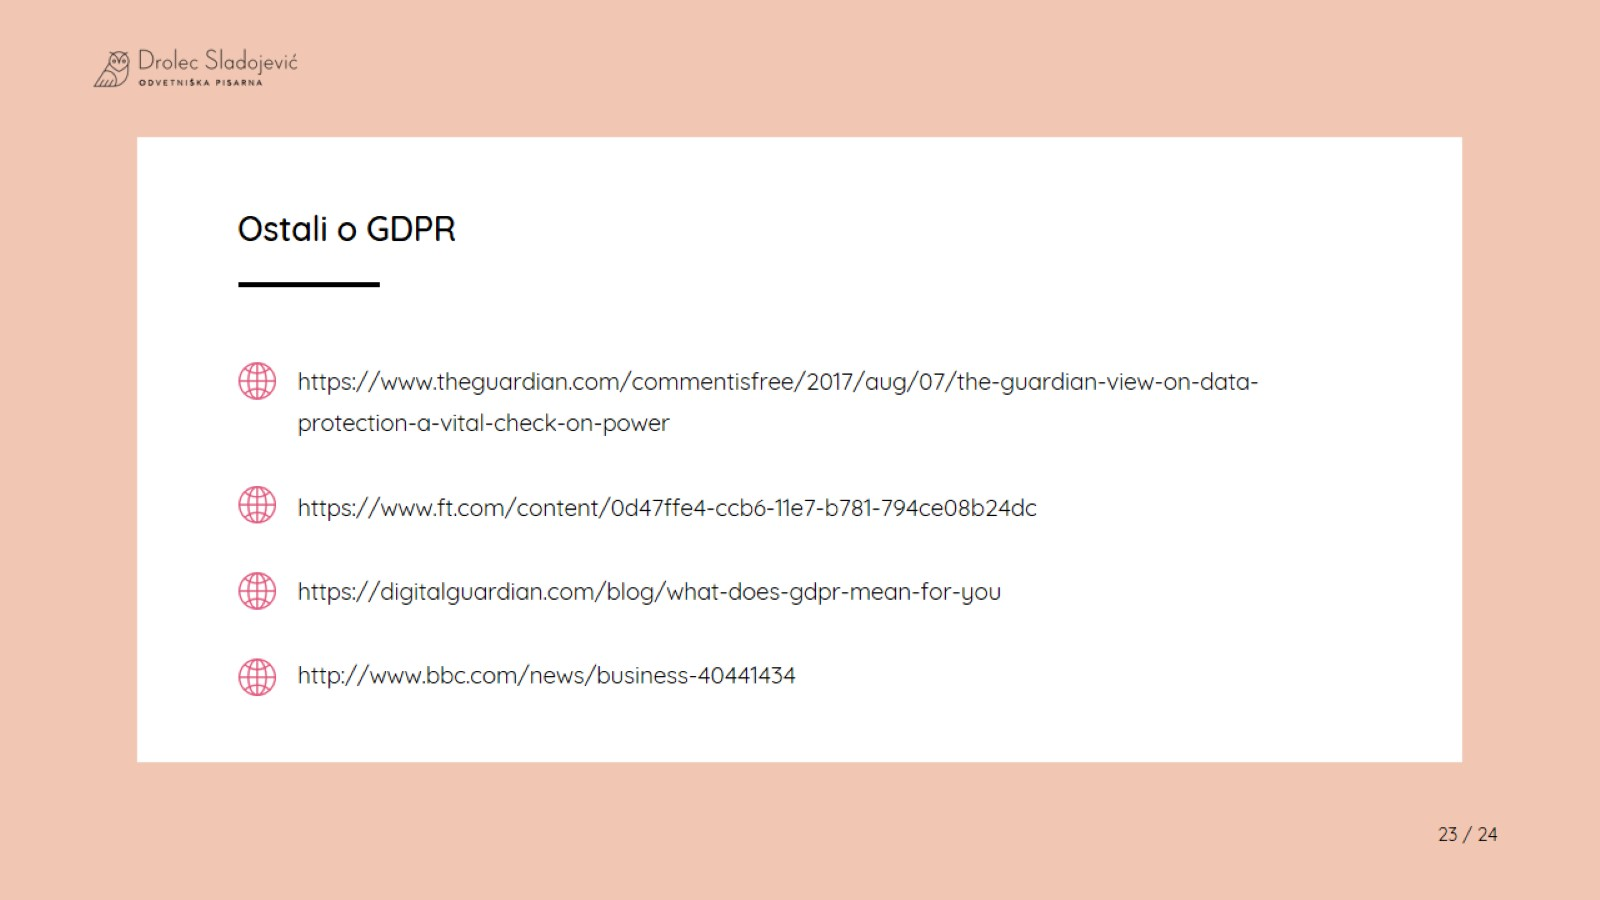 Drolec Sladojević
ODVETNIŠKA PISARNA
Ostali o GDPR
https://www.theguardian.com/commentisfree/2017/aug/07/the-guardian-view-on-data-
protection-a-vital-check-on-power
https://www.ft.com/content/0d47ffe4-ccb6-11e7-b781-794ce08b24dc
https://digitalguardian.com/blog/what-does-gdpr-mean-for-you
http://www.bbc.com/news/business-40441434
23 / 24